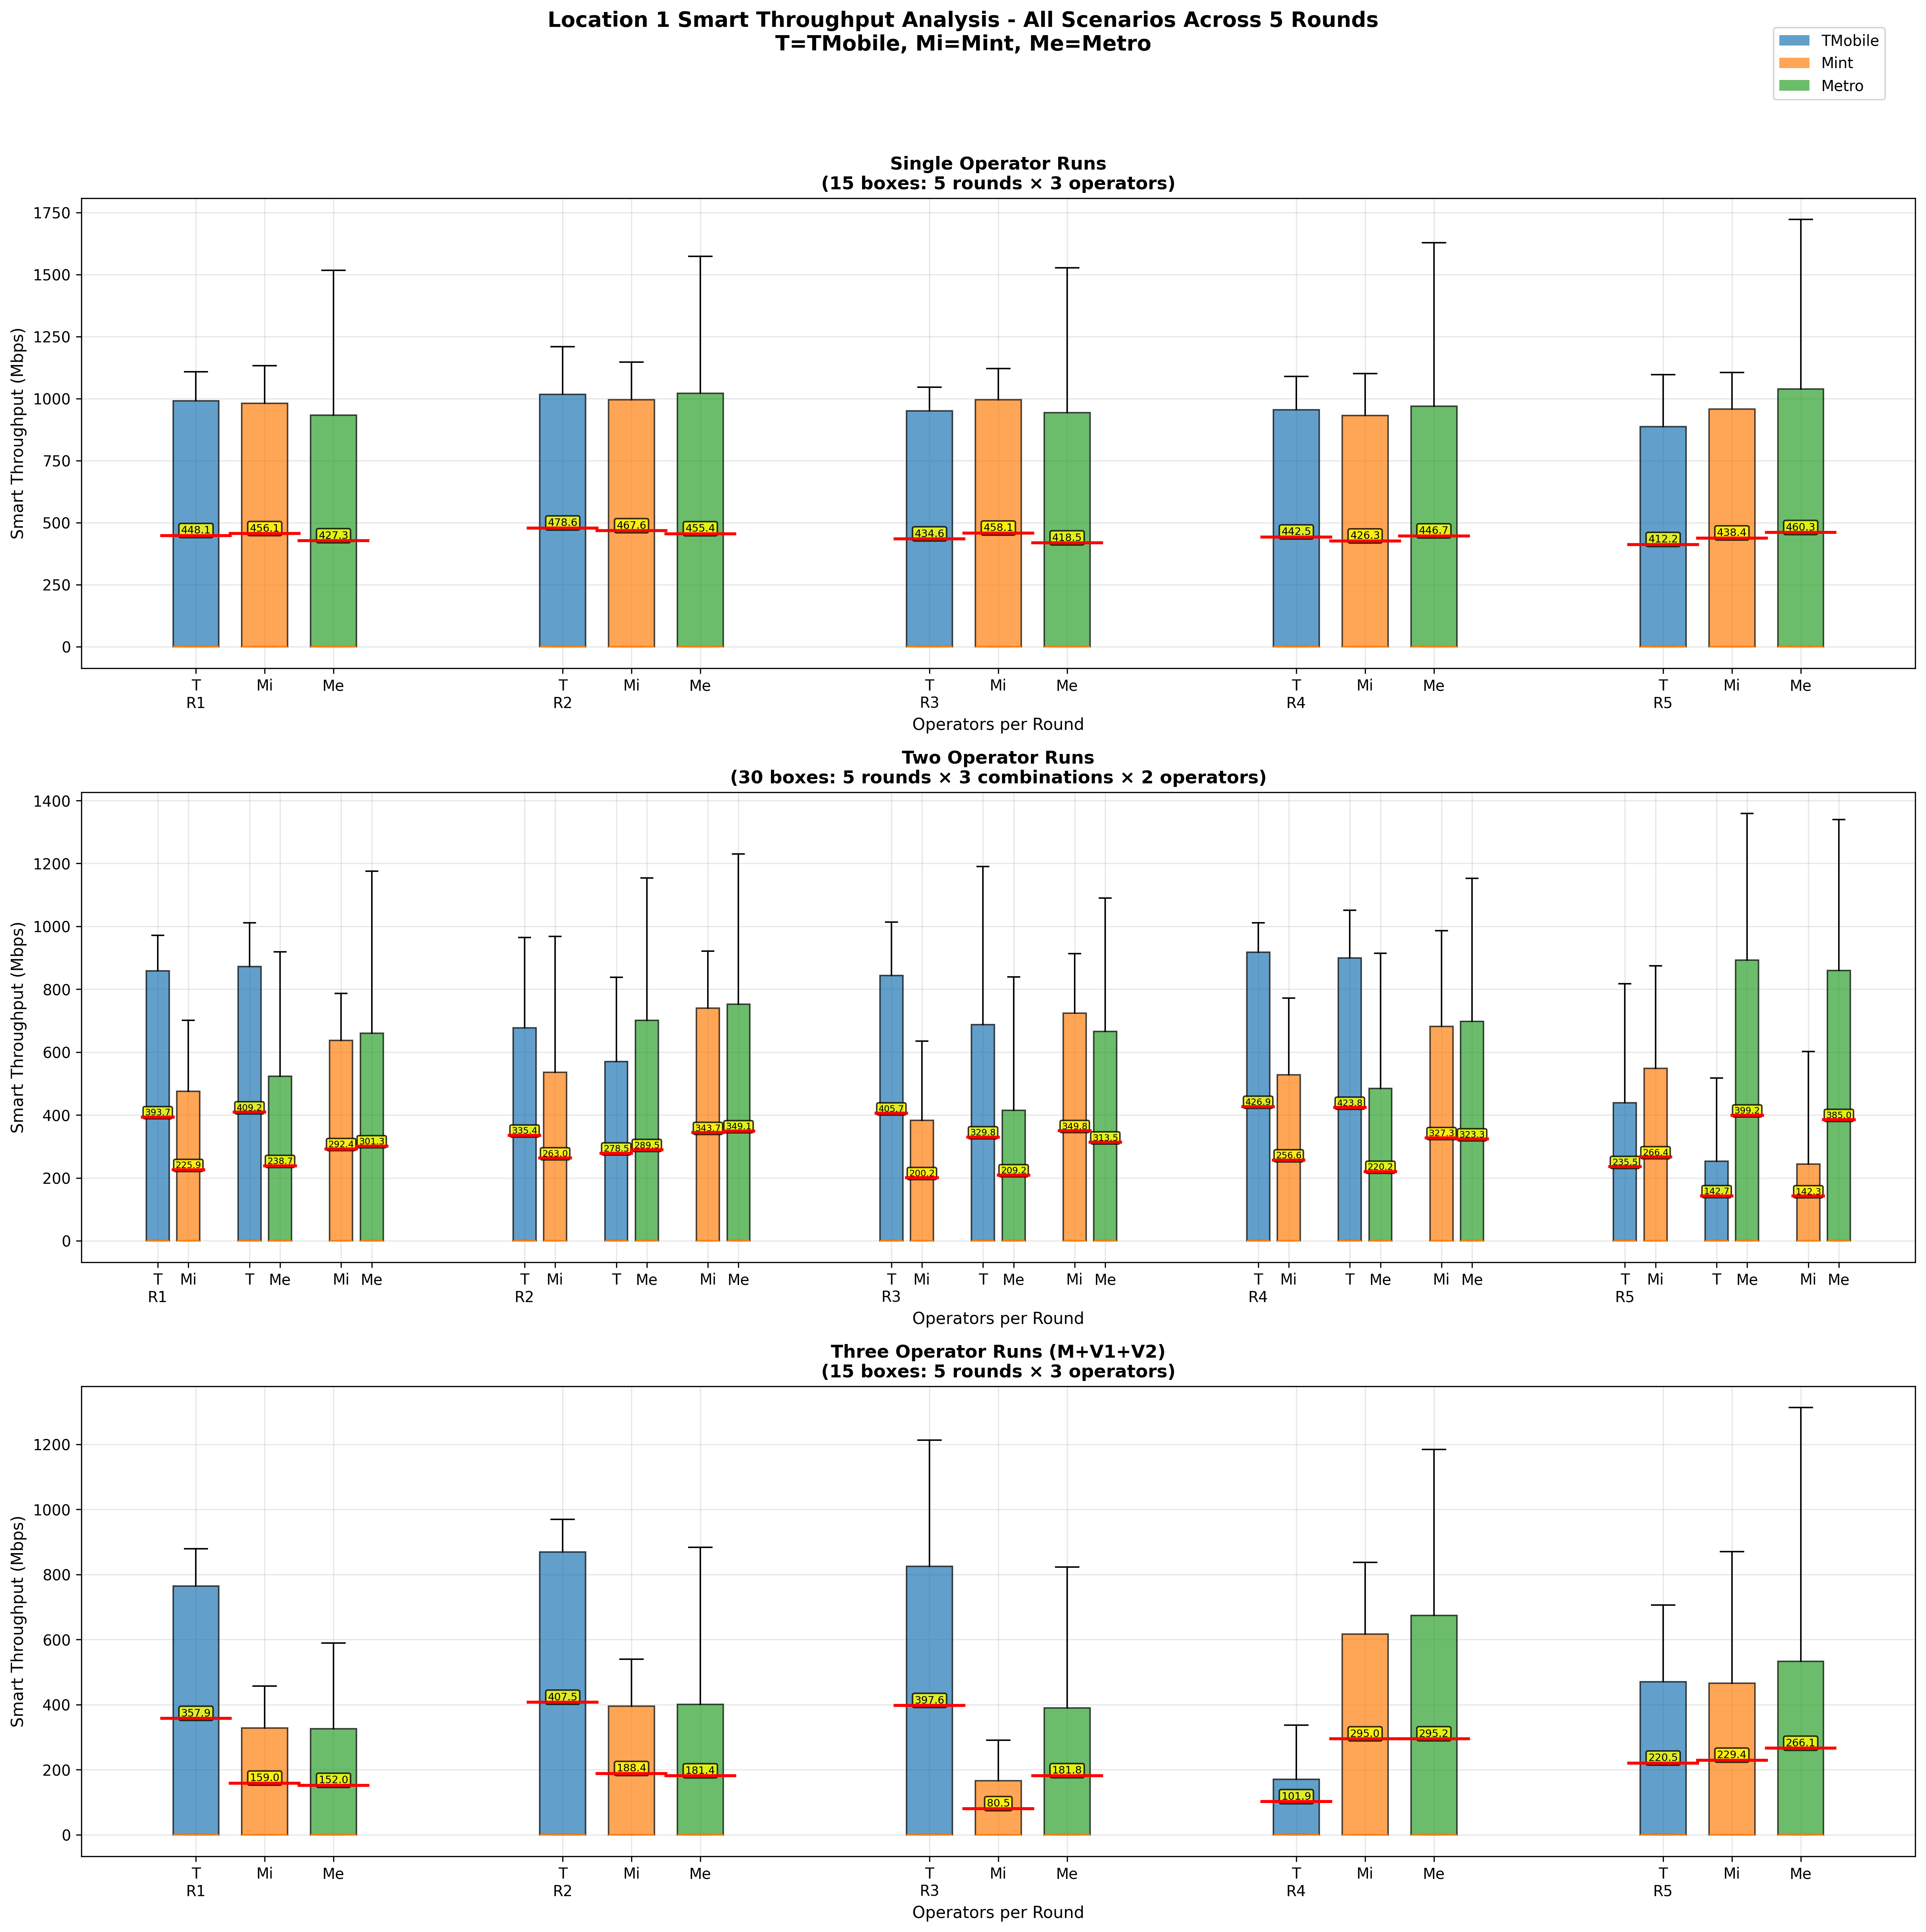 Location 1 Smart Throughput Analysis - All Scenarios Across 5 Rounds
T=TMobile, Mi=Mint, Me=Metro
TMobile
Mint
Metro
Single Operator Runs
(15 boxes: 5 rounds × 3 operators)
Smart Throughput (Mbps)
1750
1500
1250
1000
750
500
250
0
448.1 456.1 427.3 478.6 467.6 455.4 434.6 458.1 418.5 442.5 426.3 446.7 412.2 438.4 460.3
T Mi Me T Mi Me T Mi Me T Mi Me T Mi Me
R1 R2 R3 R4 R5
Operators per Round
Two Operator Runs
(30 boxes: 5 rounds × 3 combinations × 2 operators)
Smart Throughput (Mbps)
1400
1200
1000
800
600
400
200
0
393.7 225.9 409.2 238.7 292.4 301.3 335.4 263.0 278.5 289.5 343.7 349.1 405.7 200.2 329.8 209.2 349.8 313.5 426.9 256.6 423.8 220.2 327.3 323.3 235.5 266.4 142.7 399.2 142.3 385.0
T Mi T Me Mi Me T Mi T Me Mi Me T Mi T Me Mi Me T Mi T Me Mi Me T Mi T Me Mi Me
R1 R2 R3 R4 R5
Operators per Round
Three Operator Runs (M+V1+V2)
(15 boxes: 5 rounds × 3 operators)
Smart Throughput (Mbps)
1200
1000
800
600
400
200
0
357.9 159.0 152.0 407.5 188.4 181.4 397.6 80.5 181.8 101.9 295.0 295.2 220.5 229.4 266.1
T Mi Me T Mi Me T Mi Me T Mi Me T Mi Me
R1 R2 R3 R4 R5
Operators per Round